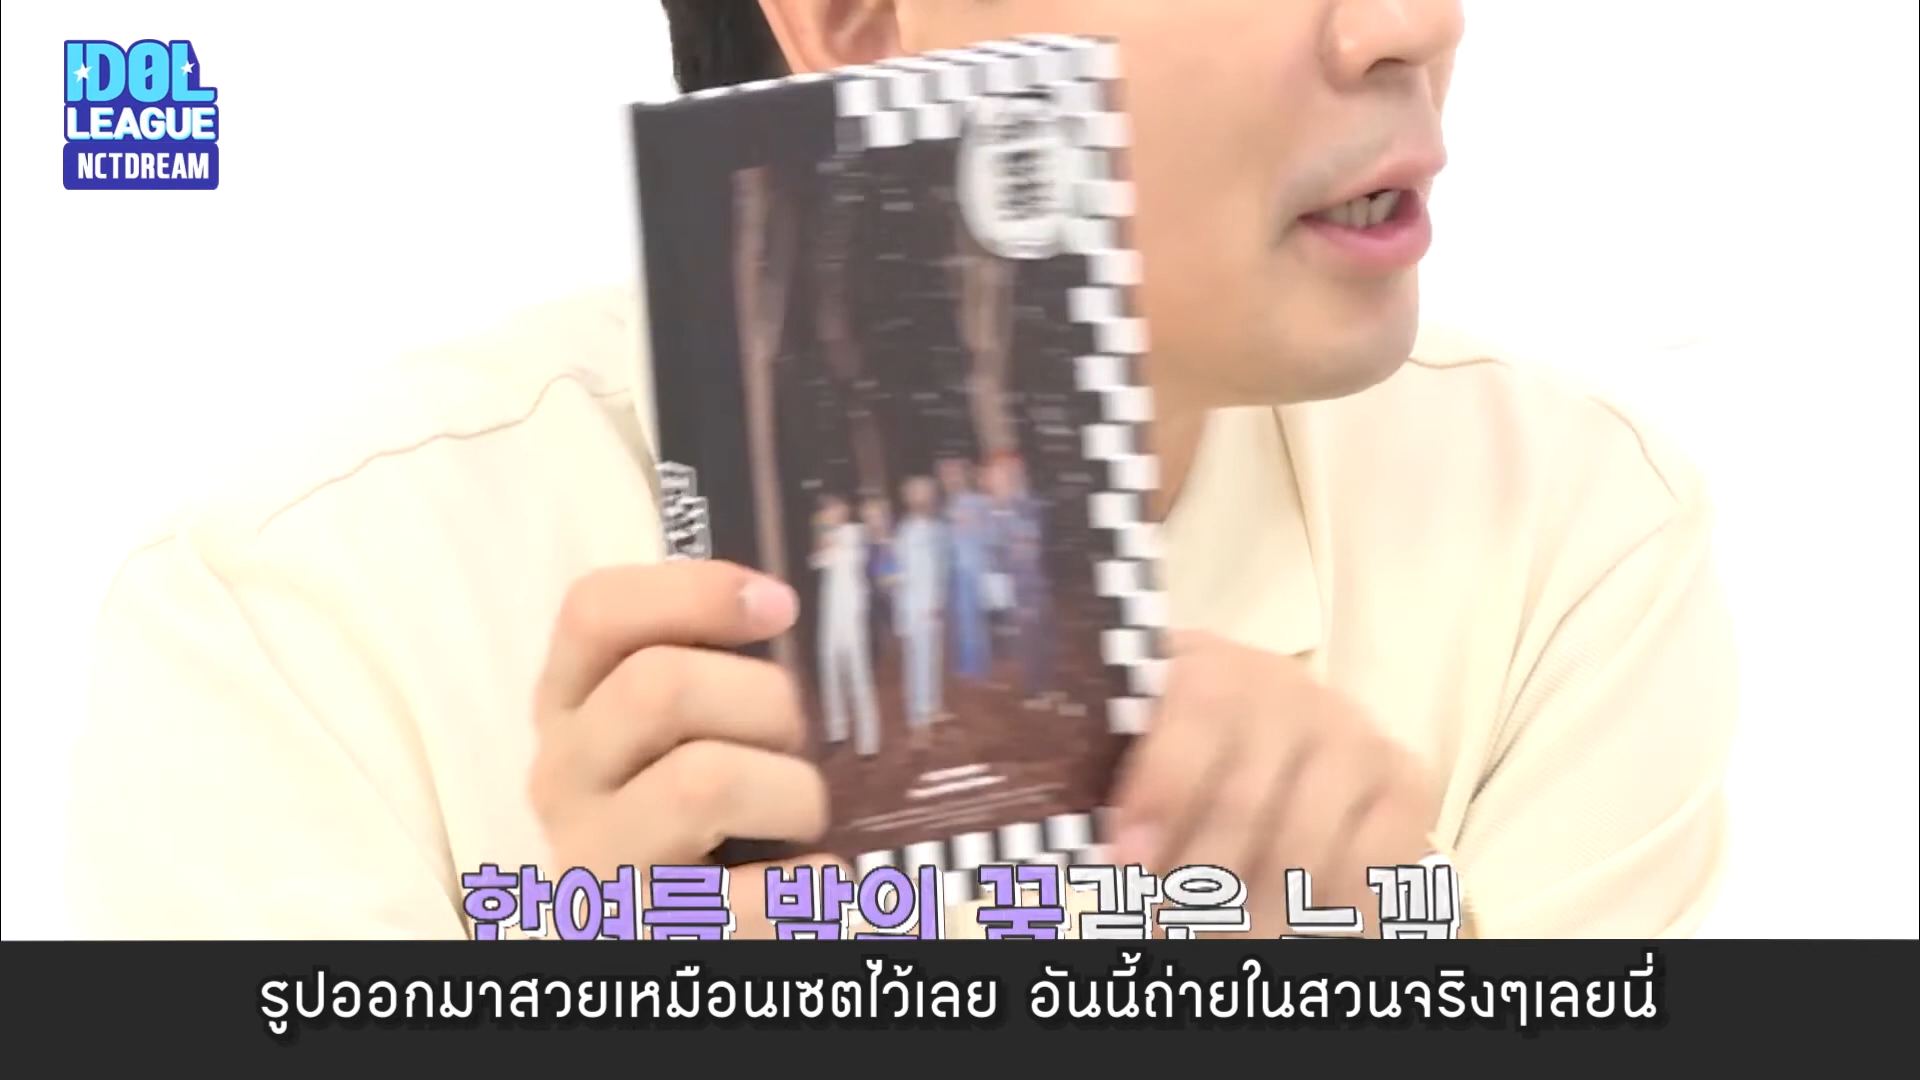 IDOL
LEAGUE
NCTDREAM
한여름 밤의 꿈같은 느낌
รูปออกมาสวยเหมือนเซตไว้เลย อันนี้ถ่ายในสวนจริงๆเลยนี่